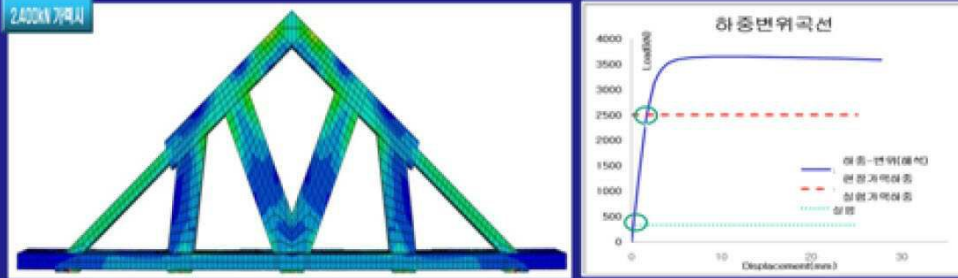 2,400kN 가력시
하중변위곡선
Load(kN)
4000
3500
3000
2500
2000
1500
1000
500
0
하중-변위(해석)
현장가력하중
실험가력하중
실험
0
10
20
30
Displacement(mm)